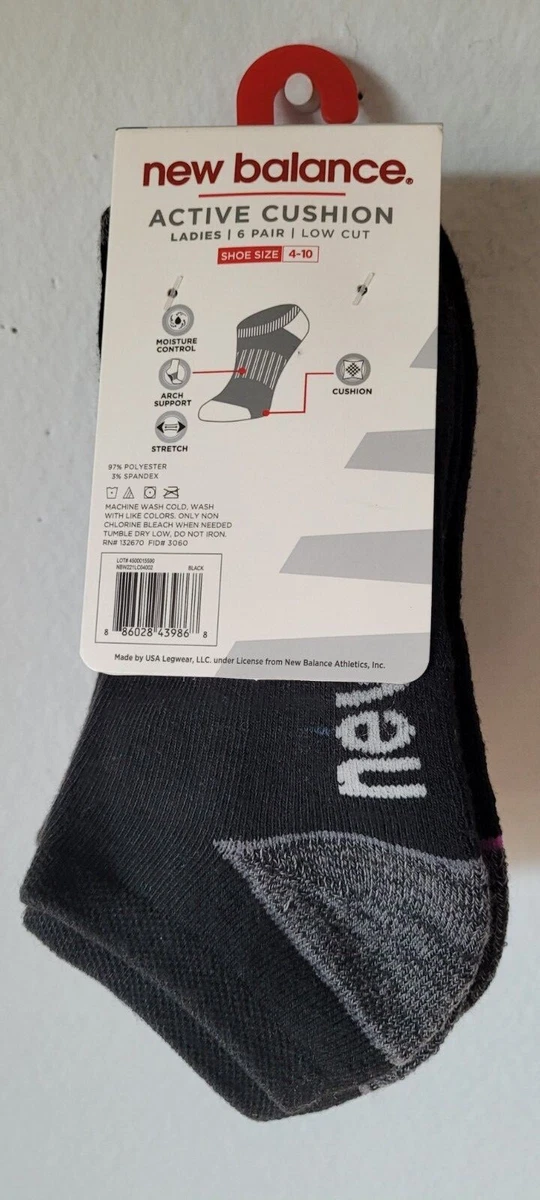 new balance.
ACTIVE CUSHION
LADIES | 6 PAIR | LOW CUT
SHOE SIZE 4-10
MOISTURE
CONTROL
ARCH
SUPPORT
CUSHION
STRETCH
97% POLYESTER
3% SPANDEX
MACHINE WASH COLD, WASH
WITH LIKE COLORS. ONLY NON
CHLORINE BLEACH WHEN NEEDED
TUMBLE DRY LOW, DO NOT IRON.
RN# 132670 FID# 3060
LOT# 4500015590
NBW221LC04002 BLACK
8 86028 43986 8
Made by USA Legwear, LLC. under License from New Balance Athletics, Inc.
new